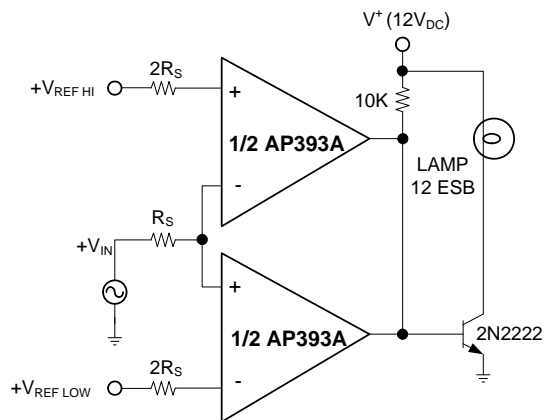 V+ (12VDC)
2RS
+VREF HI
+
10K
1/2 AP393A
LAMP
12 ESB
-
RS
+VIN
+
1/2 AP393A
2N2222
2RS
-
+VREF LOW